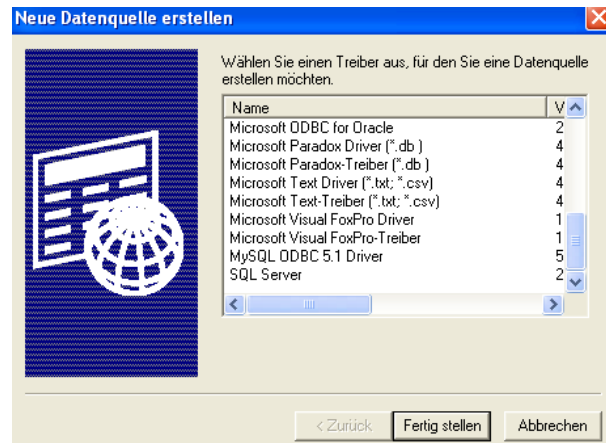 Neue Datenquelle erstellen
Wählen Sie einen Treiber aus, für den Sie eine Datenquelle
erstellen möchten.
Name V
Microsoft ODBC for Oracle 2
Microsoft Paradox Driver (*.db ) 4
Microsoft Paradox-Treiber (*.db ) 4
Microsoft Text Driver (*.txt; *.csv) 4
Microsoft Text-Treiber (*.txt; *.csv) 4
Microsoft Visual FoxPro Driver 1
Microsoft Visual FoxPro-Treiber 1
MySQL ODBC 5.1 Driver 5
SQL Server 2
< Zurück Fertig stellen Abbrechen